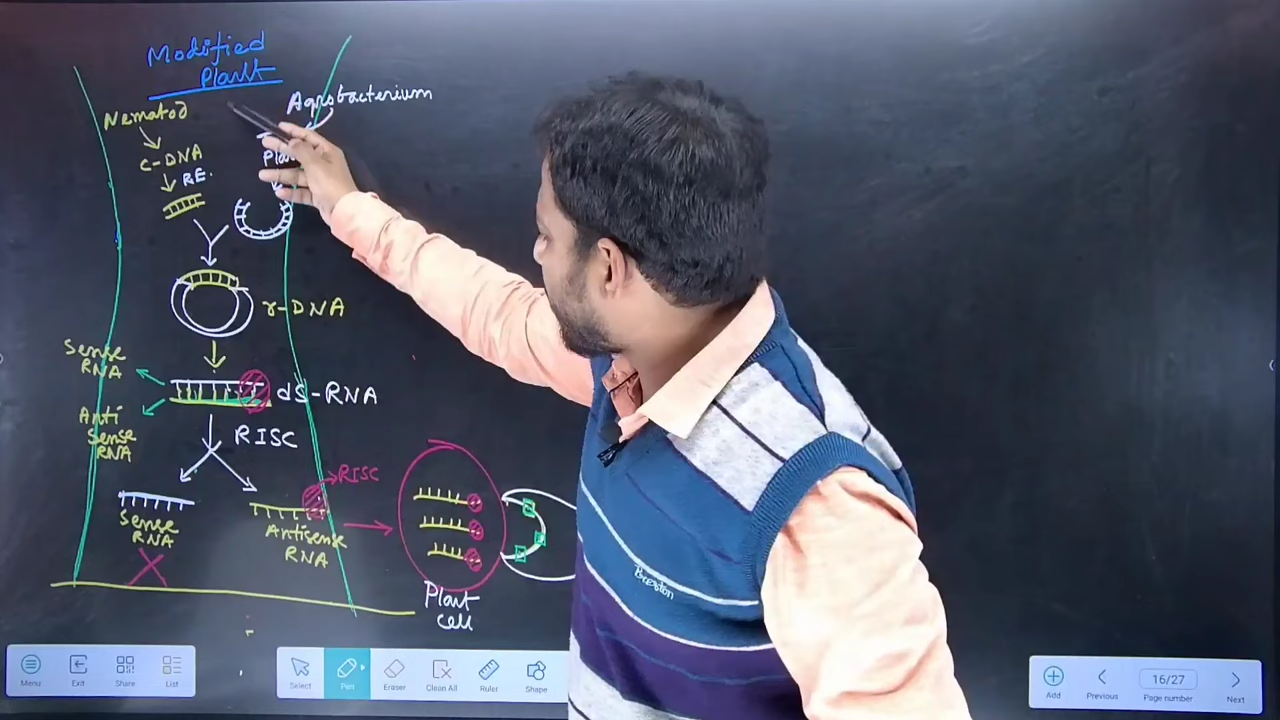 Modified
Plant
Nematod
Agrobacterium
C-DNA
RE.
r-DNA
Sense
RNA
dS-RNA
Anti
Sense
RNA
RISC
RISC
Sense
RNA
Antisense
RNA
Plant
cell
Breston
Menu
Exit
Share
List
Select
Pen
Eraser
Clean All
Ruler
Shape
Add
Previous
16/27
Page number
Next